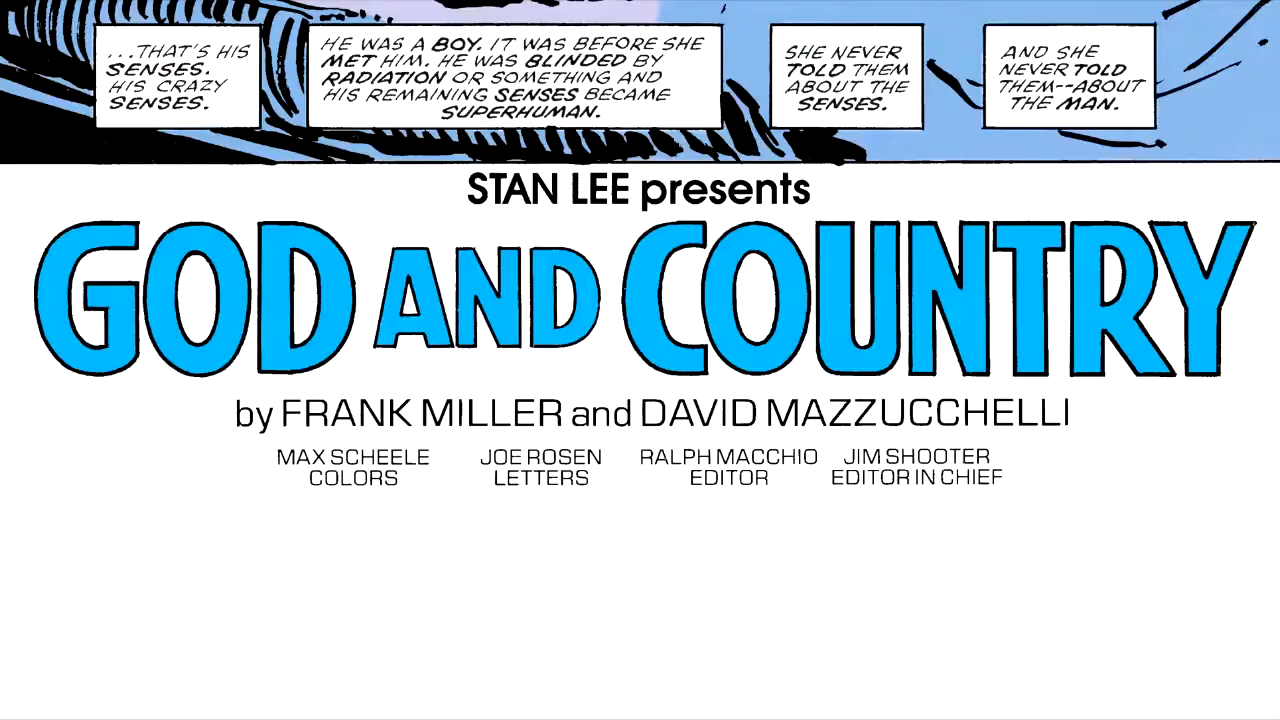 ...THAT'S HIS
SENSES.
HIS CRAZY
SENSES.
HE WAS A BOY. IT WAS BEFORE SHE
MET HIM. HE WAS BLINDED BY
RADIATION OR SOMETHING AND
HIS REMAINING SENSES BECAME
SUPERHUMAN.
SHE NEVER
TOLD THEM
ABOUT THE
SENSES.
AND SHE
NEVER TOLD
THEM--ABOUT
THE MAN.
STAN LEE presents
GOD AND COUNTRY
by FRANK MILLER and DAVID MAZZUCCHELLI
MAX SCHEELE
COLORS
JOE ROSEN
LETTERS
RALPH MACCHIO
EDITOR
JIM SHOOTER
EDITOR IN CHIEF